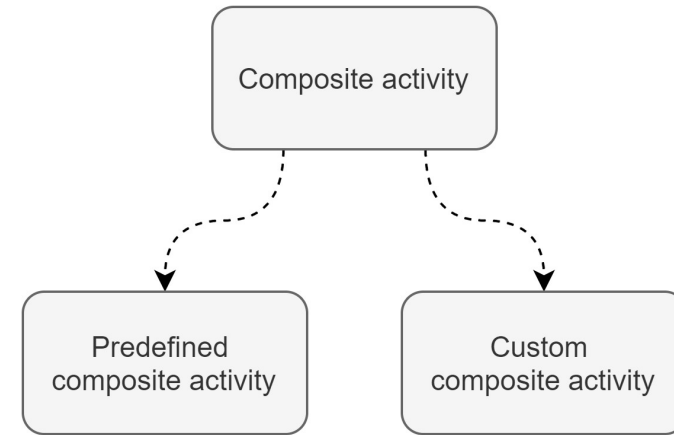 Composite activity
Predefined
composite activity
Custom
composite activity